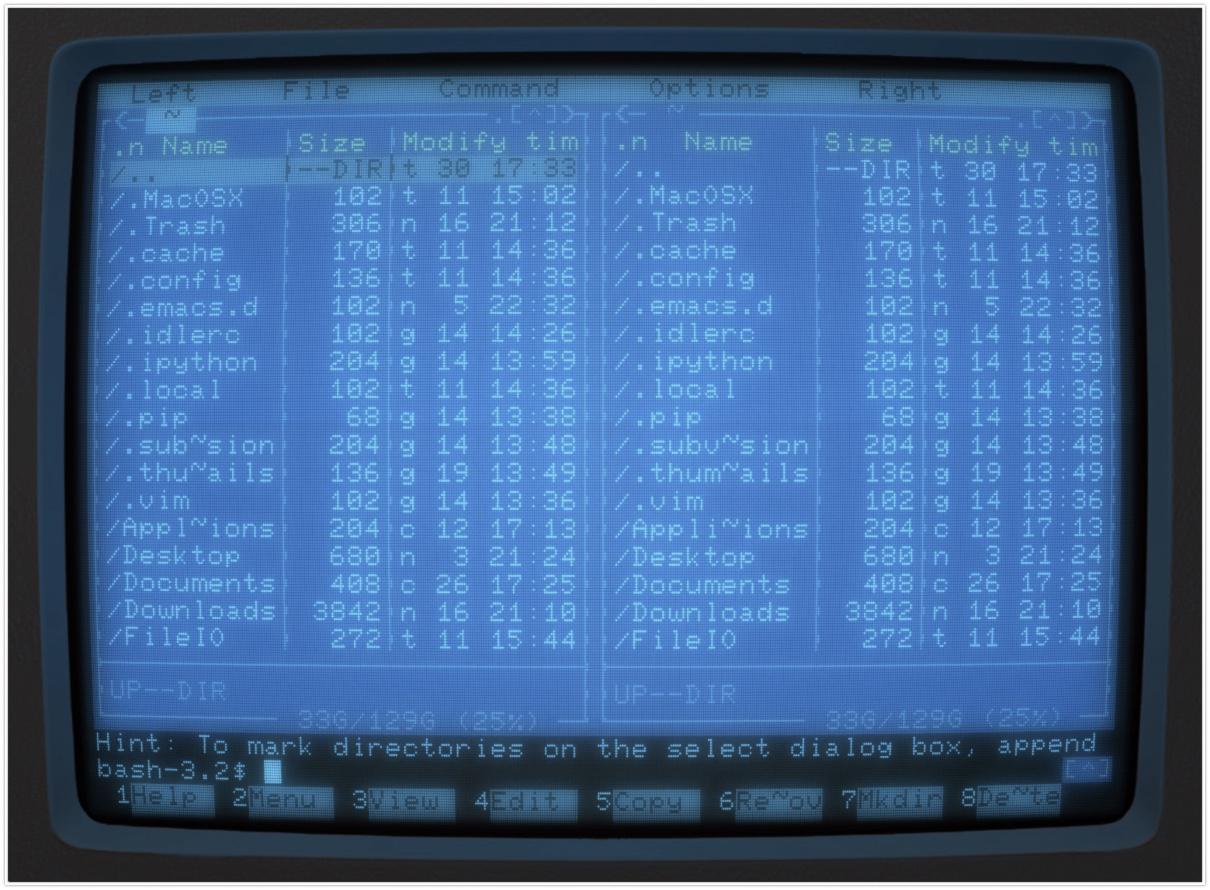 Left File Command Options Right
<- ~ .[^]> <- ~ .[^]>
.n Name Size Modify tim .n Name Size Modify tim
/.. --DIR t 30 17:33 /.. --DIR t 30 17:33
/.MacOSX 102 t 11 15:02 /.MacOSX 102 t 11 15:02
/.Trash 306 n 16 21:12 /.Trash 306 n 16 21:12
/.cache 170 t 11 14:36 /.cache 170 t 11 14:36
/.config 136 t 11 14:36 /.config 136 t 11 14:36
/.emacs.d 102 n 5 22:32 /.emacs.d 102 n 5 22:32
/.idlerc 102 g 14 14:26 /.idlerc 102 g 14 14:26
/.ipython 204 g 14 13:59 /.ipython 204 g 14 13:59
/.local 102 t 11 14:36 /.local 102 t 11 14:36
/.pip 68 g 14 13:38 /.pip 68 g 14 13:38
/.sub~sion 204 g 14 13:48 /.subv~sion 204 g 14 13:48
/.thu~ails 136 g 19 13:49 /.thum~ails 136 g 19 13:49
/.vim 102 g 14 13:36 /.vim 102 g 14 13:36
/Appl~ions 204 c 12 17:13 /Appli~ions 204 c 12 17:13
/Desktop 680 n 3 21:24 /Desktop 680 n 3 21:24
/Documents 408 c 26 17:25 /Documents 408 c 26 17:25
/Downloads 3842 n 16 21:10 /Downloads 3842 n 16 21:10
/FileIO 272 t 11 15:44 /FileIO 272 t 11 15:44
UP--DIR UP--DIR
33G/129G (25%) 33G/129G (25%)
Hint: To mark directories on the select dialog box, append
bash-3.2$ [^]
1Help 2Menu 3View 4Edit 5Copy 6Re~ov 7Mkdir 8De~te